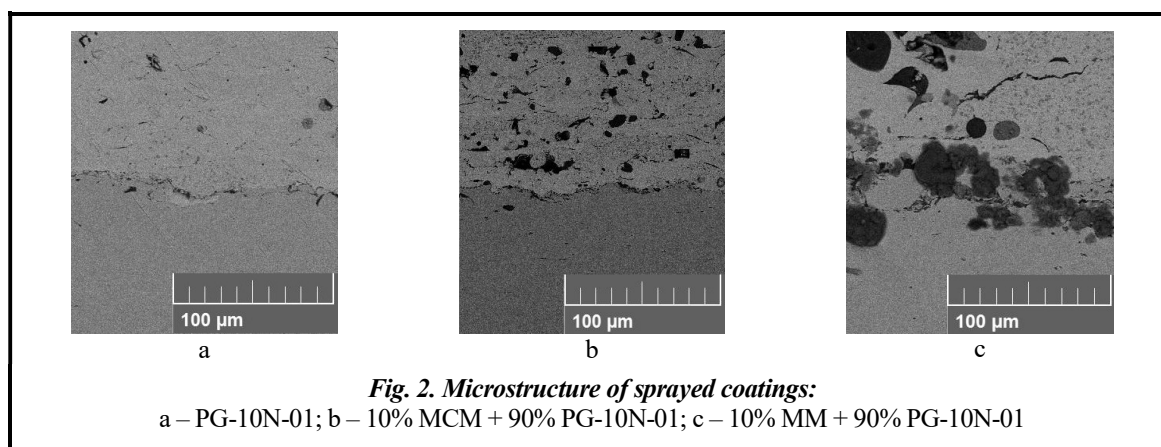 100 µm
100 µm
100 µm
a
b
c
Fig. 2. Microstructure of sprayed coatings:
a – PG-10N-01; b – 10% MCM + 90% PG-10N-01; c – 10% MM + 90% PG-10N-01